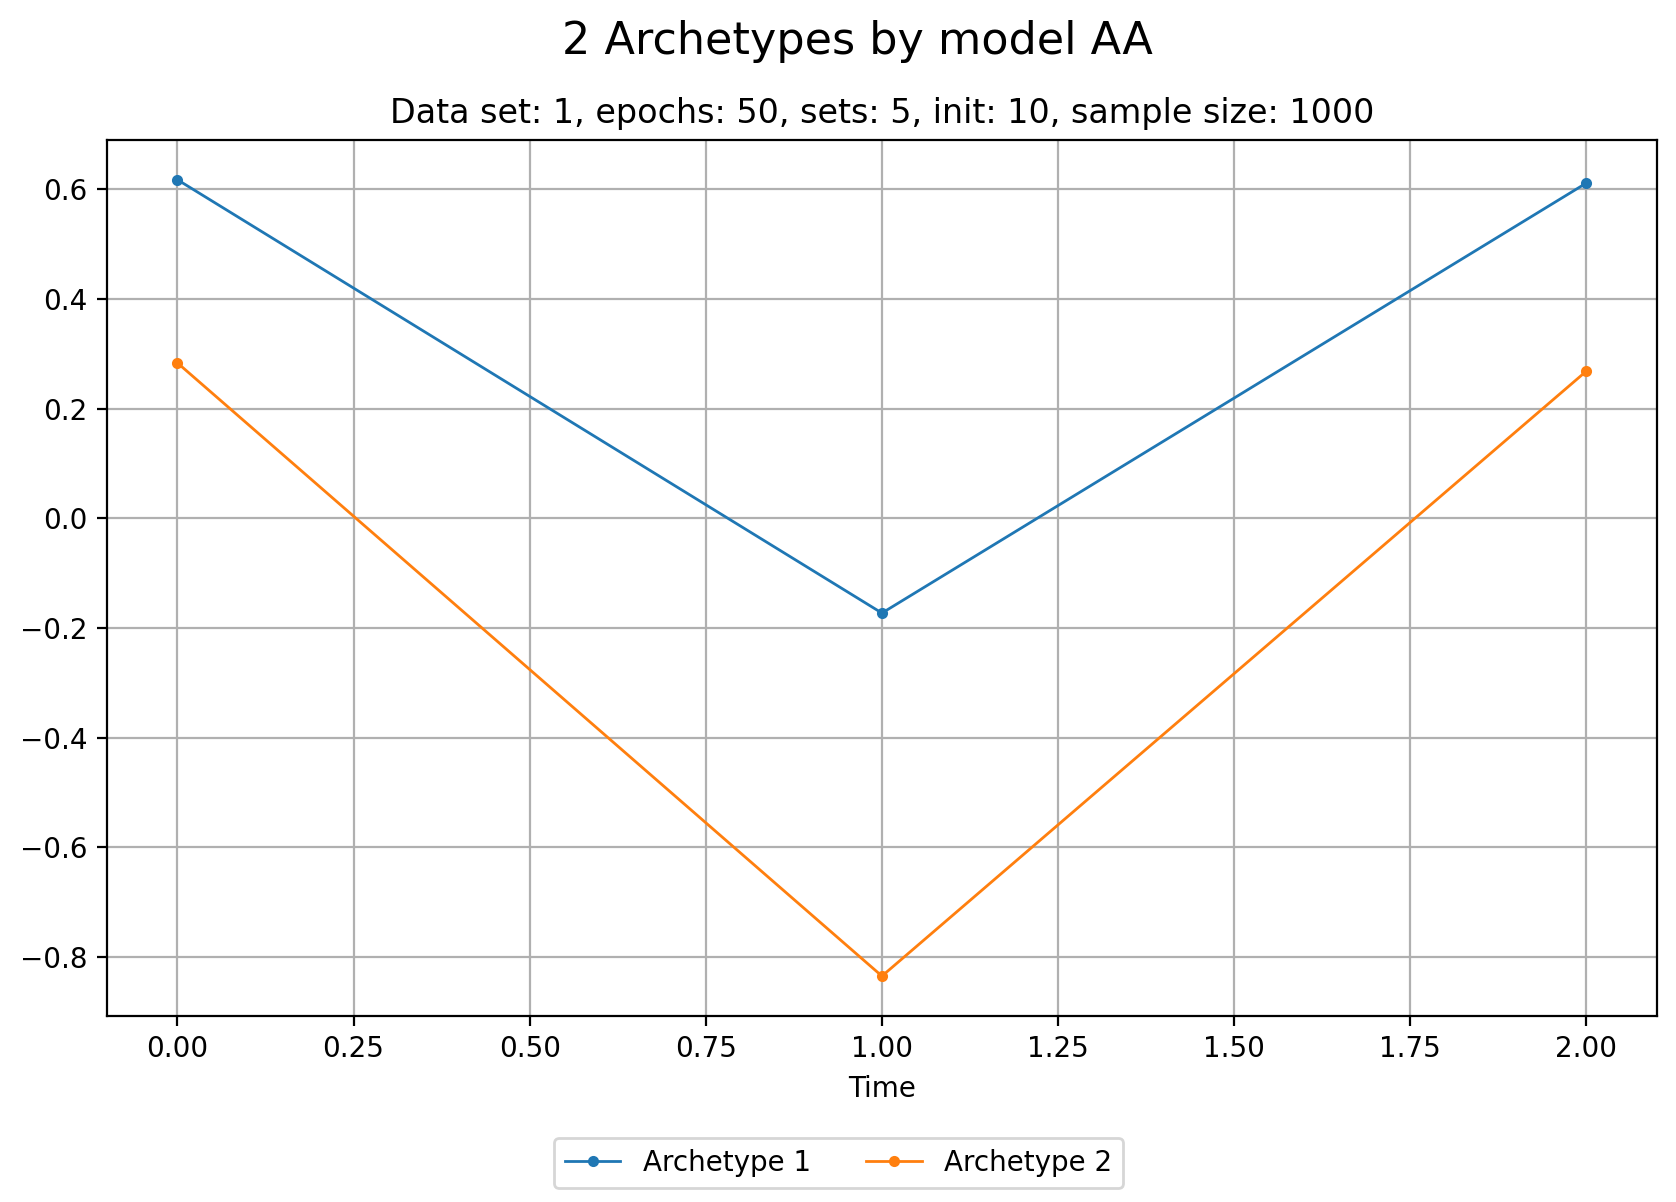 2 Archetypes by model AA
Data set: 1, epochs: 50, sets: 5, init: 10, sample size: 1000
0.6
0.4
0.2
0.0
−0.2
−0.4
−0.6
−0.8
0.00 0.25 0.50 0.75 1.00 1.25 1.50 1.75 2.00
Time
Archetype 1 Archetype 2